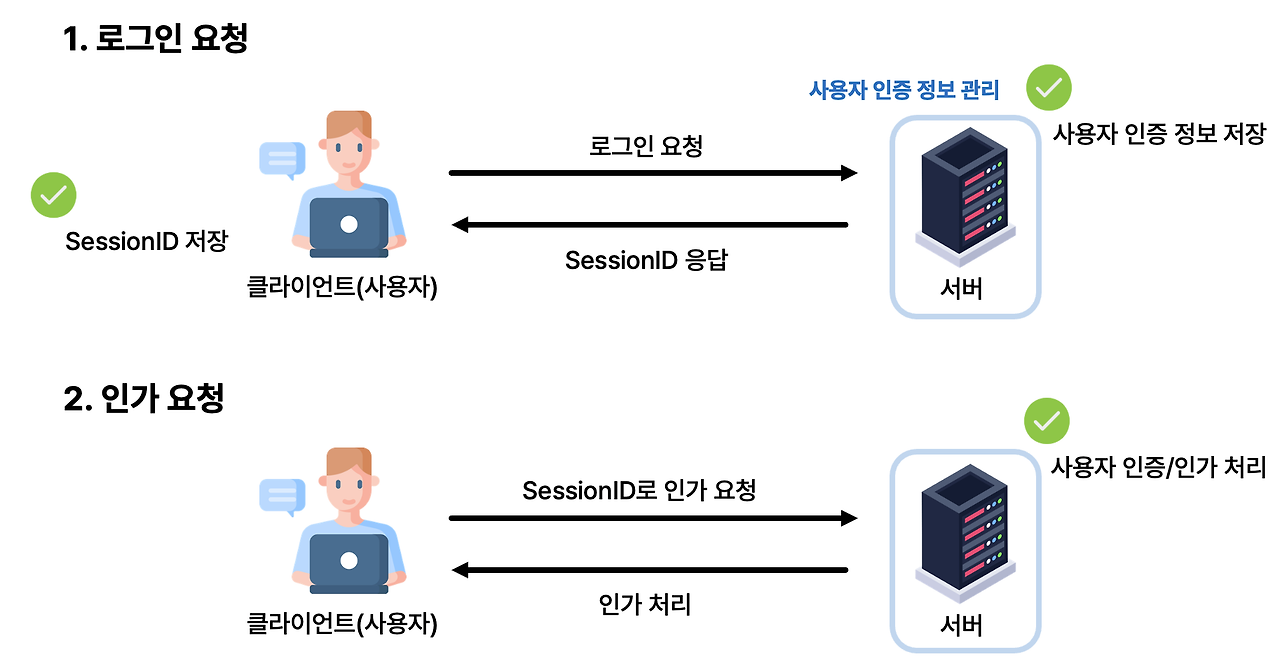 1. 로그인 요청
사용자 인증 정보 관리
사용자 인증 정보 저장
로그인 요청
SessionID 저장
SessionID 응답
클라이언트(사용자)
서버
2. 인가 요청
사용자 인증/인가 처리
SessionID로 인가 요청
인가 처리
클라이언트(사용자)
서버